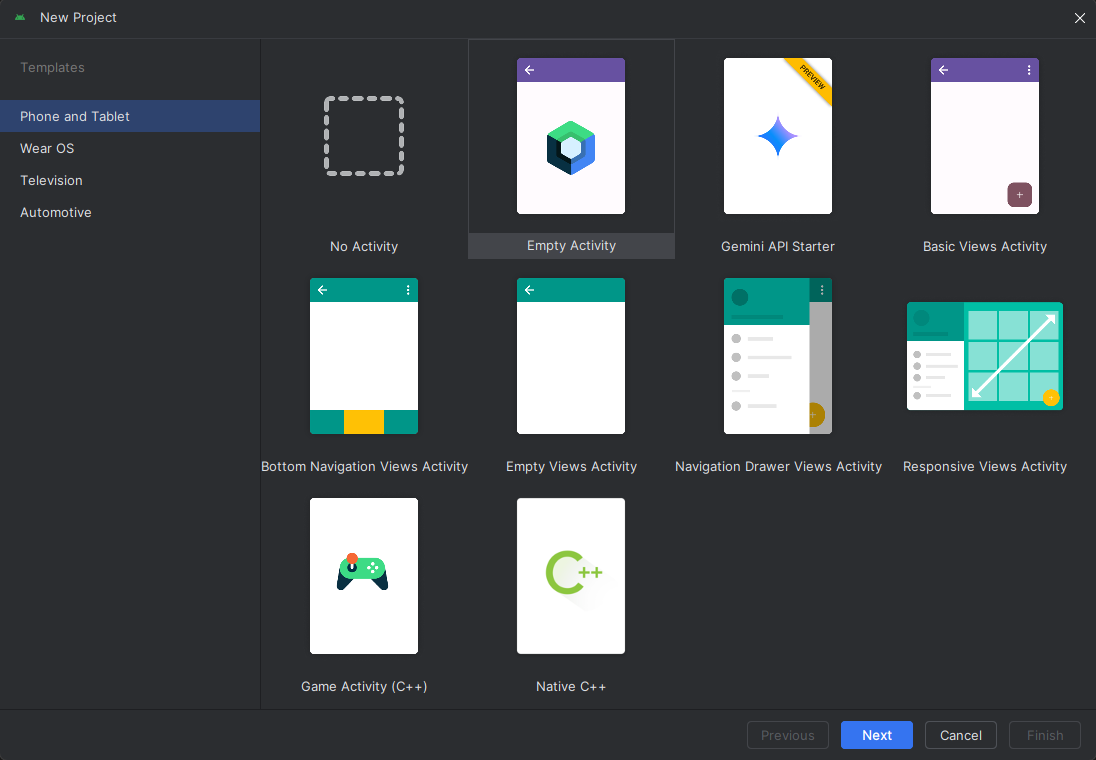 New Project
Templates
Phone and Tablet
Wear OS
Television
Automotive
No Activity
Empty Activity
PREVIEW
Gemini API Starter
Basic Views Activity
Bottom Navigation Views Activity
Empty Views Activity
Navigation Drawer Views Activity
Responsive Views Activity
Game Activity (C++)
C++
Native C++
Previous
Next
Cancel
Finish